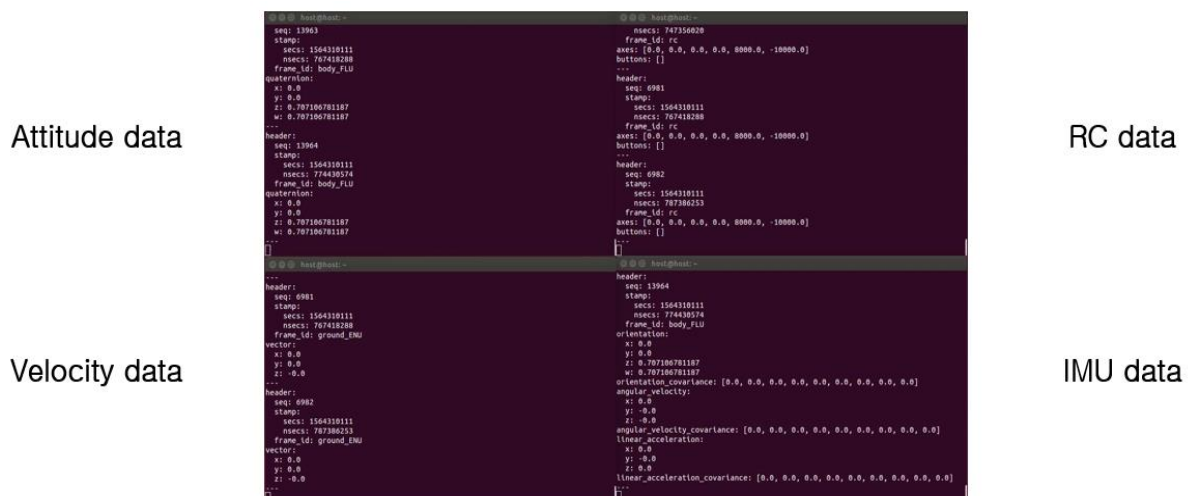 Attitude data
host@host: ~
seq: 13963
stamp:
secs: 1564310111
nsecs: 767418288
frame_id: body_FLU
quaternion:
x: 0.0
y: 0.0
z: 0.707106781187
w: 0.707106781187
---
header:
seq: 13964
stamp:
secs: 1564310111
nsecs: 774430574
frame_id: body_FLU
quaternion:
x: 0.0
y: 0.0
z: 0.707106781187
w: 0.707106781187
---
RC data
host@host: ~
nsecs: 747356020
frame_id: rc
axes: [0.0, 0.0, 0.0, 0.0, 8000.0, -10000.0]
buttons: []
---
header:
seq: 6981
stamp:
secs: 1564310111
nsecs: 767418288
frame_id: rc
axes: [0.0, 0.0, 0.0, 0.0, 8000.0, -10000.0]
buttons: []
---
header:
seq: 6982
stamp:
secs: 1564310111
nsecs: 787386253
frame_id: rc
axes: [0.0, 0.0, 0.0, 0.0, 8000.0, -10000.0]
buttons: []
---
Velocity data
host@host: ~
---
header:
seq: 6981
stamp:
secs: 1564310111
nsecs: 767418288
frame_id: ground_ENU
vector:
x: 0.0
y: 0.0
z: -0.0
---
header:
seq: 6982
stamp:
secs: 1564310111
nsecs: 787386253
frame_id: ground_ENU
vector:
x: 0.0
y: 0.0
z: -0.0
---
IMU data
host@host: ~
header:
seq: 13964
stamp:
secs: 1564310111
nsecs: 774430574
frame_id: body_FLU
orientation:
x: 0.0
y: 0.0
z: 0.707106781187
w: 0.707106781187
orientation_covariance: [0.0, 0.0, 0.0, 0.0, 0.0, 0.0, 0.0, 0.0, 0.0]
angular_velocity:
x: 0.0
y: -0.0
z: -0.0
angular_velocity_covariance: [0.0, 0.0, 0.0, 0.0, 0.0, 0.0, 0.0, 0.0, 0.0]
linear_acceleration:
x: 0.0
y: -0.0
z: 0.0
linear_acceleration_covariance: [0.0, 0.0, 0.0, 0.0, 0.0, 0.0, 0.0, 0.0, 0.0]
---